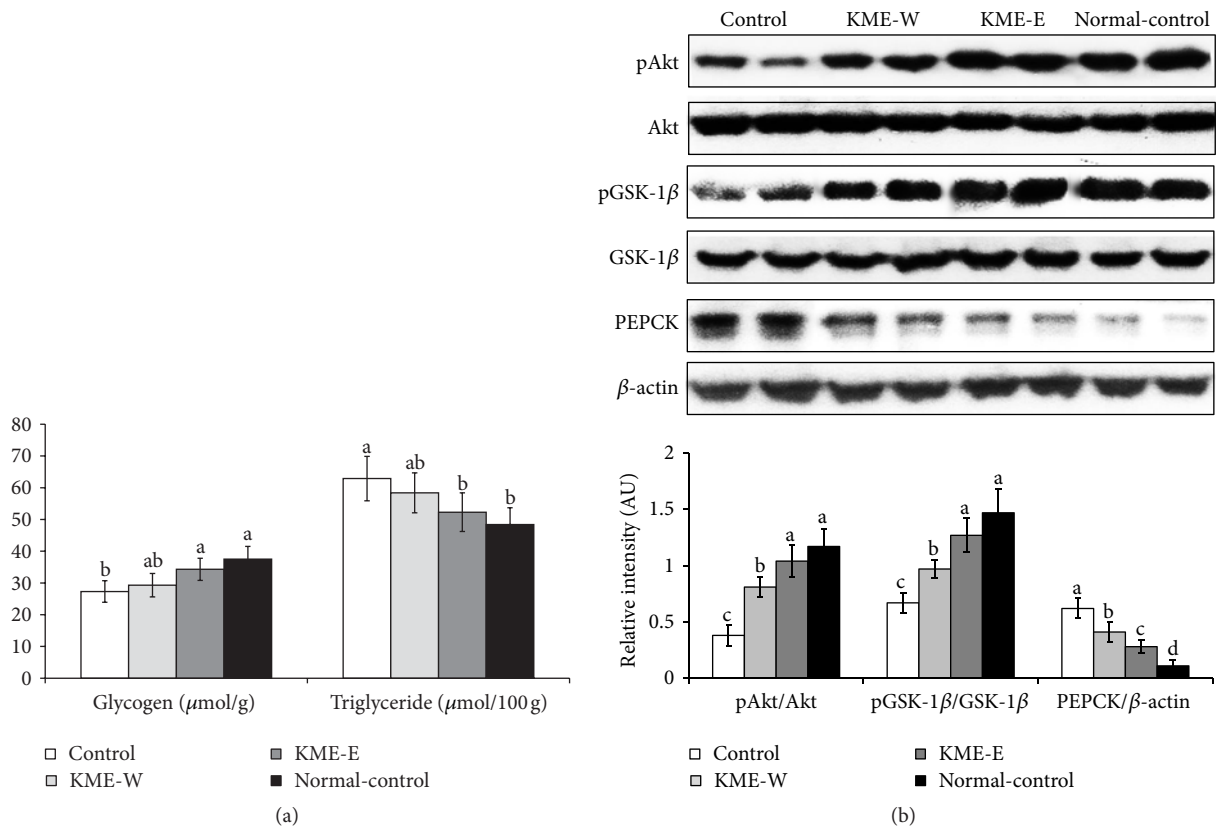 Control KME-W KME-E Normal-control
pAkt
Akt
pGSK-1β
GSK-1β
PEPCK
β-actin
80
70
60
50
40
30
20
10
0
b ab a a
a ab b b
Glycogen (μmol/g) Triglyceride (μmol/100 g)
Control KME-E
KME-W Normal-control
(a)
Relative intensity (AU)
2
1.5
1
0.5
0
c b a a
c b a a
a b c d
pAkt/Akt pGSK-1β/GSK-1β PEPCK/β-actin
Control KME-E
KME-W Normal-control
(b)